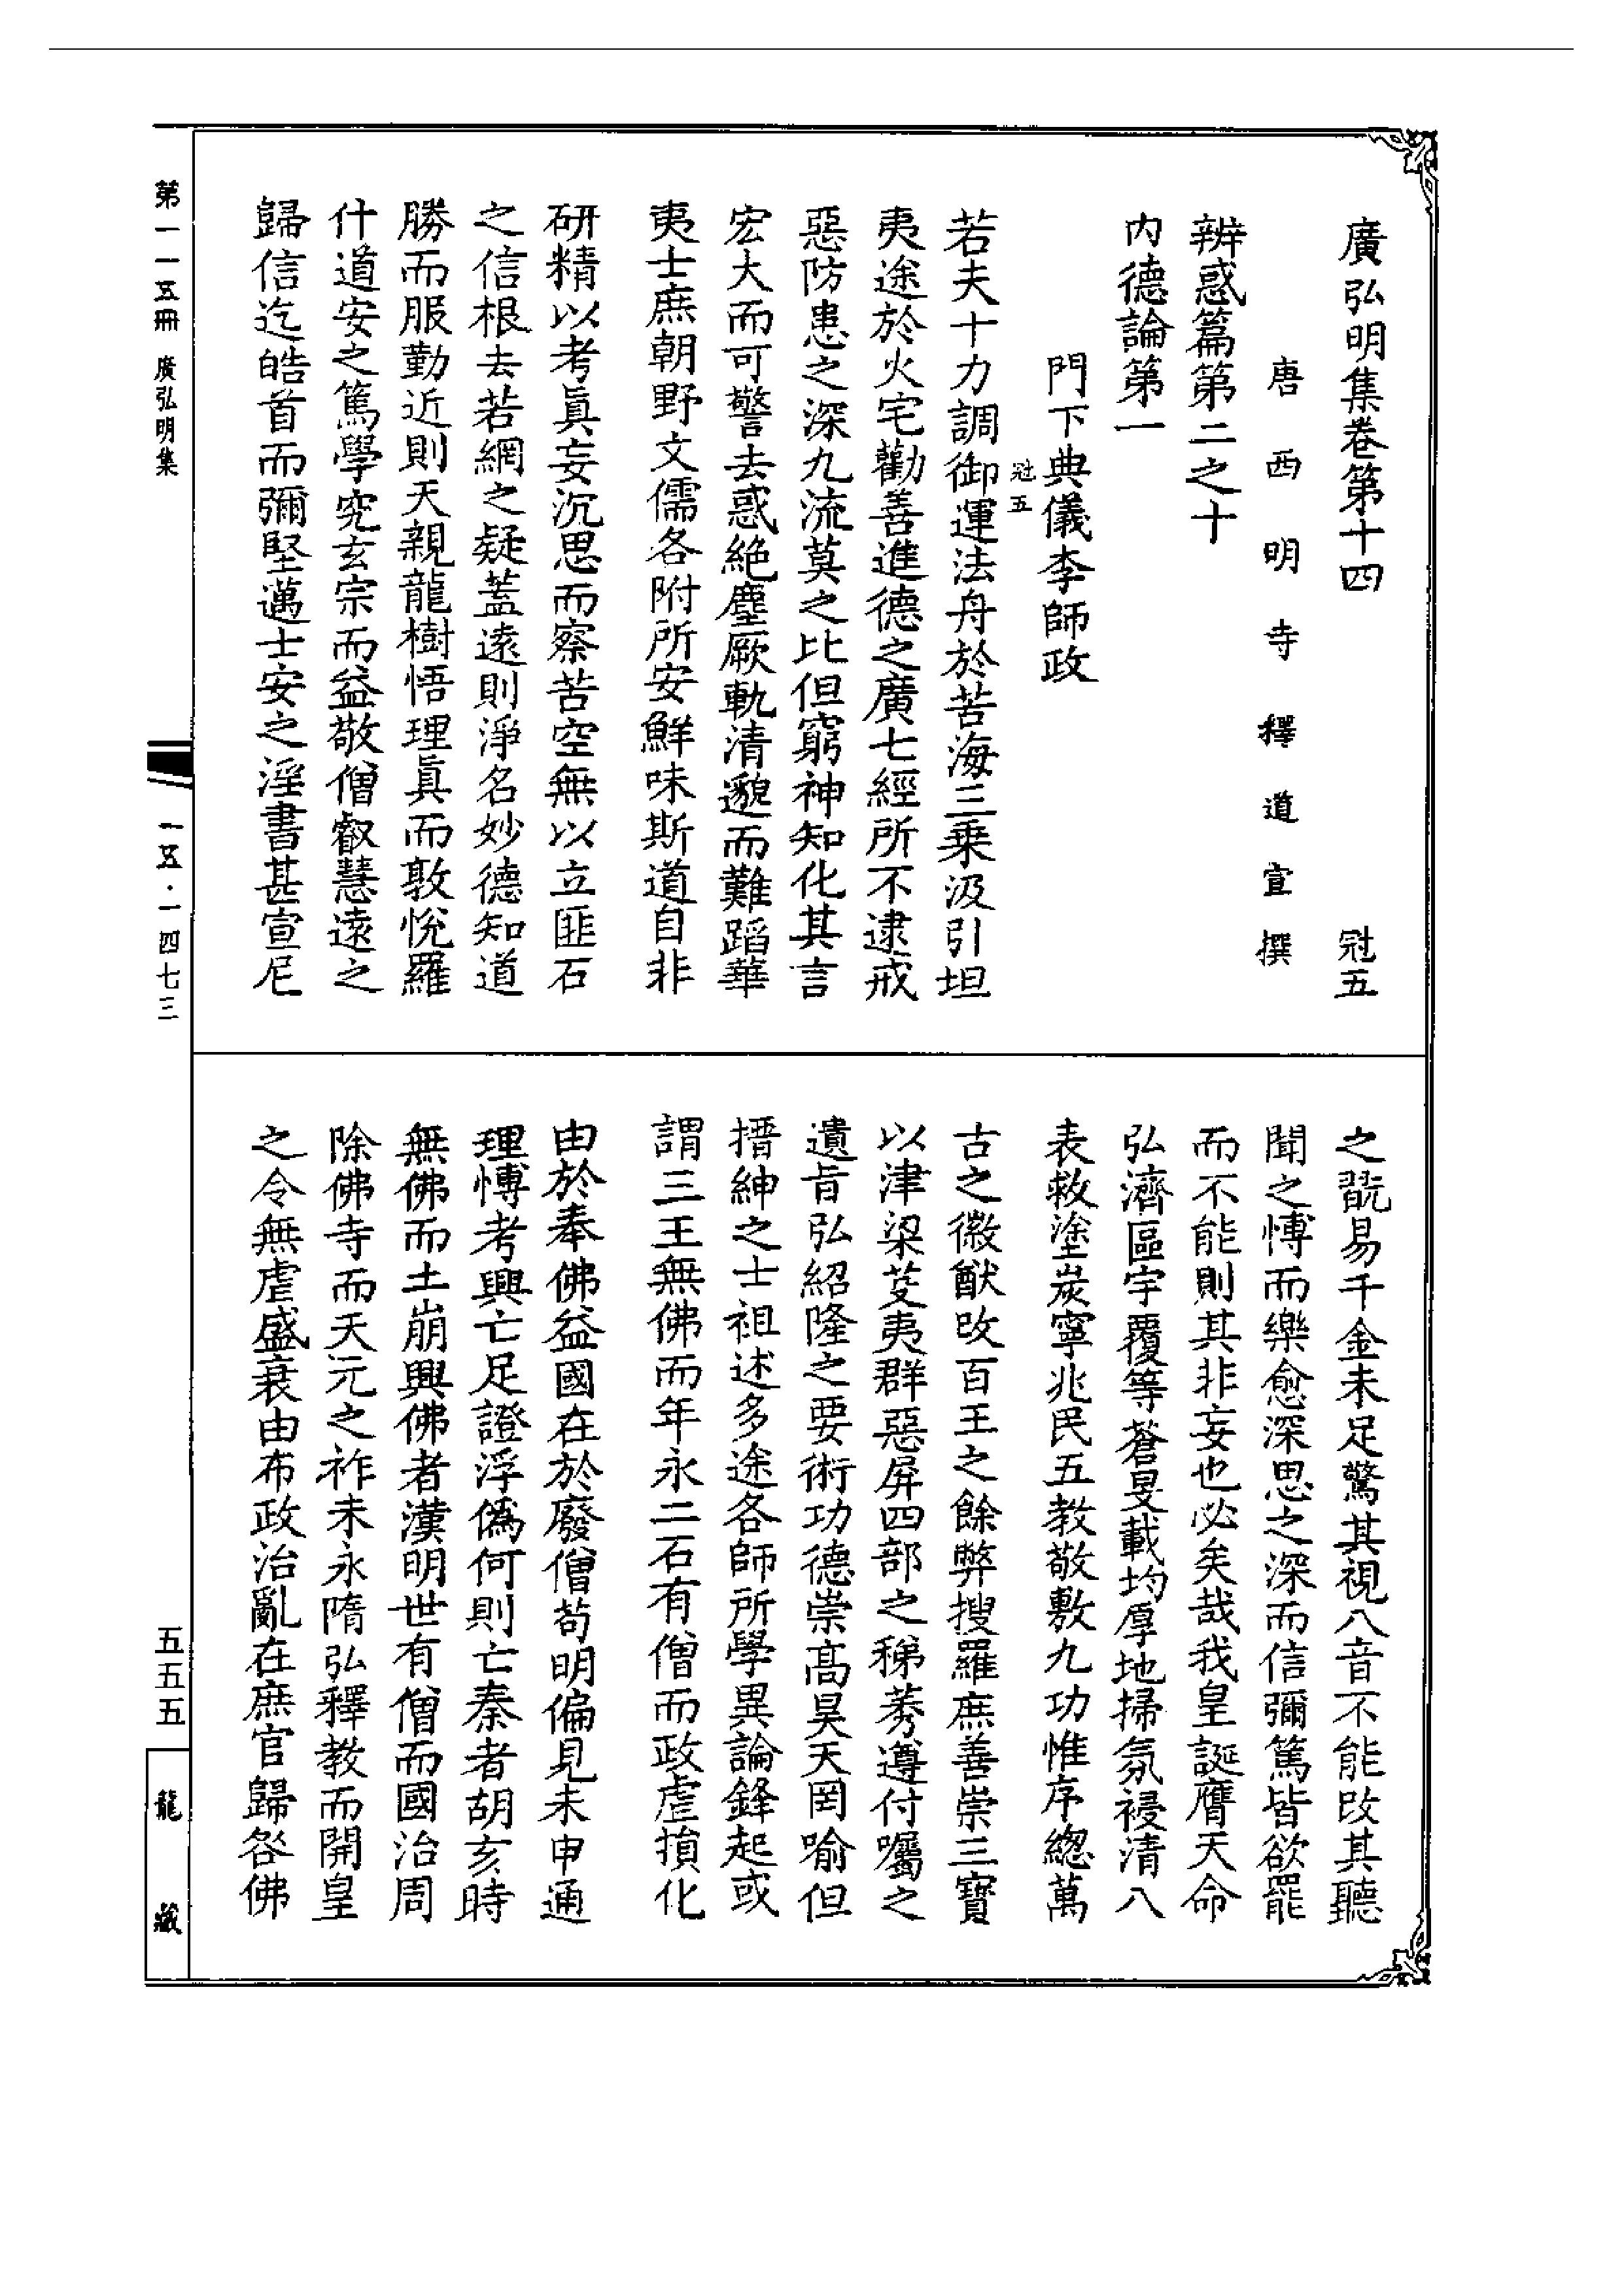 廣弘明集卷第十四 冠五
唐西明寺釋道宣撰
辨惑篇第二之十
內德論第一
門下典儀李師政
冠五
若夫十力調御運法舟於苦海三乘汲引坦
夷途於火宅勸善進德之廣七經所不逮戒
惡防患之深九流莫之比但窮神知化其言
宏大而可警去惑絕塵厥軌清邈而難蹈華
夷士庶朝野文儒各附所安鮮味斯道自非
研精以考眞妄沉思而察苦空無以立匪石
之信根去若網之疑蓋遠則淨名妙德知道
勝而服勤近則天親龍樹悟理眞而敦悅羅
什道安之篤學究玄宗而益敬僧叡慧遠之
歸信迄皓首而彌堅邁士安之淫書甚宣尼
之翫易千金未足驚其視八音不能改其聽
聞之慱而樂愈深思之深而信彌篤皆欲罷
而不能則其非妄也必矣哉我皇誕膺天命
弘濟區宇覆等蒼旻載均厚地掃氛祲清八
表救塗炭寧兆民五教敬敷九功惟序總萬
古之徽猷改百王之餘弊搜羅庶善崇三寶
以津梁芟夷群惡屏四部之稊莠遵付囑之
遺旨弘紹隆之要術功德崇高昊天罔喻但
搢紳之士祖述多途各師所學異論鋒起或
謂三王無佛而年永二石有僧而政虐損化
由於奉佛益國在於廢僧苟明偏見未申通
理慱考興亡足證浮僞何則亡秦者胡亥時
無佛而土崩興佛者漢明世有僧而國治周
除佛寺而天元之祚未永隋弘釋教而開皇
之令無虐盛衰由布政治亂在庶官歸咎佛
第一一五冊 廣弘明集
一五·一四七三
五五五
龍藏